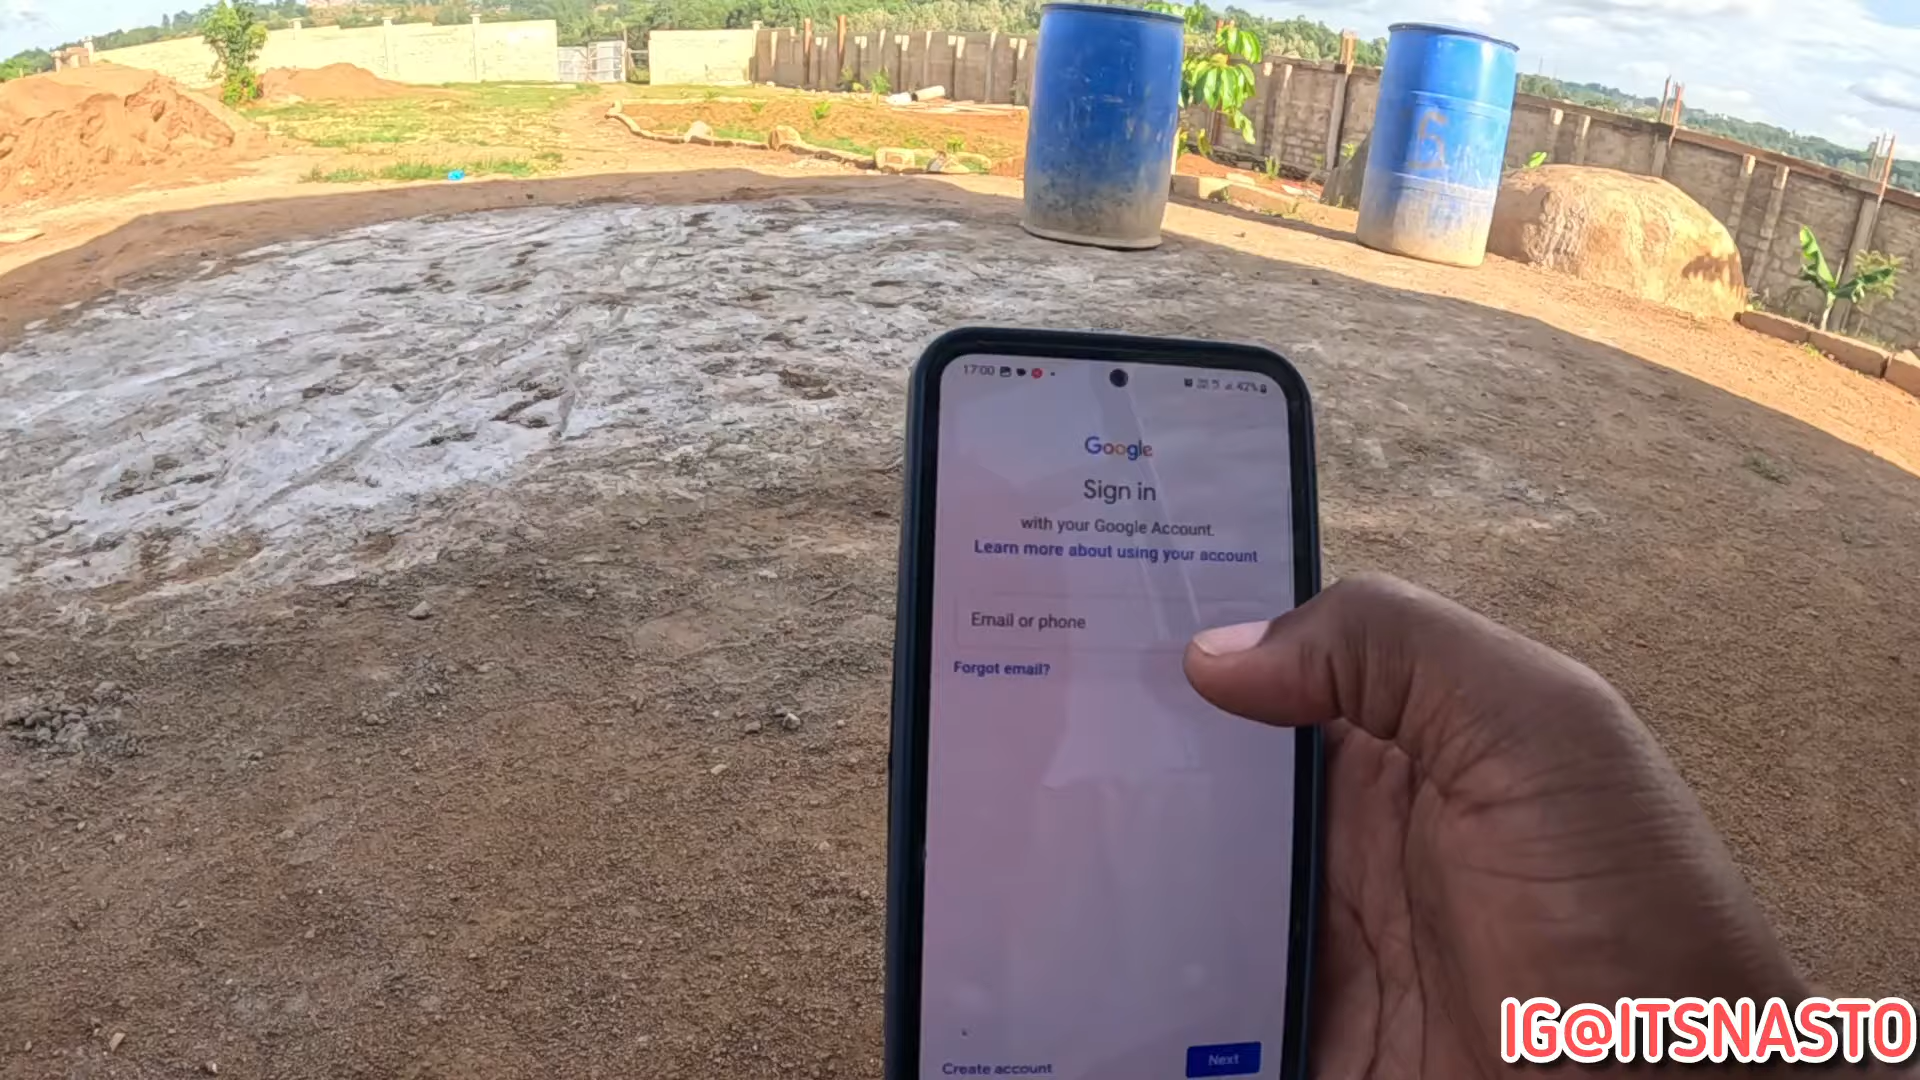 17:00
42%
Google
Sign in
with your Google Account.
Learn more about using your account
Email or phone
Forgot email?
Create account
Next
IG@ITSNASTO